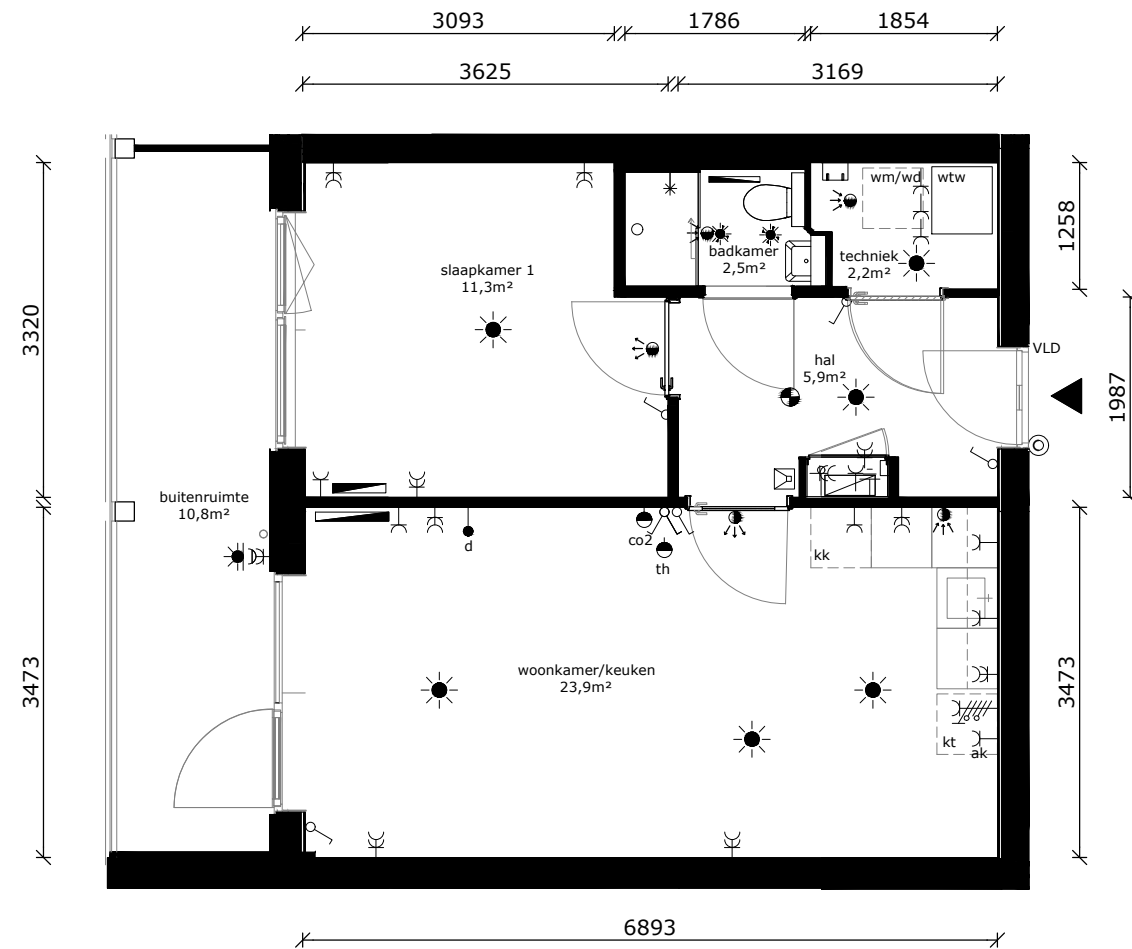 3093
1786
1854
3625
3169
wm/wd
wtw
1258
badkamer
2,5m²
techniek
2,2m²
slaapkamer 1
11,3m²
3320
VLD
hal
5,9m²
1987
buitenruimte
10,8m²
co2
d
th
kk
woonkamer/keuken
23,9m²
3473
3473
kt
ak
6893